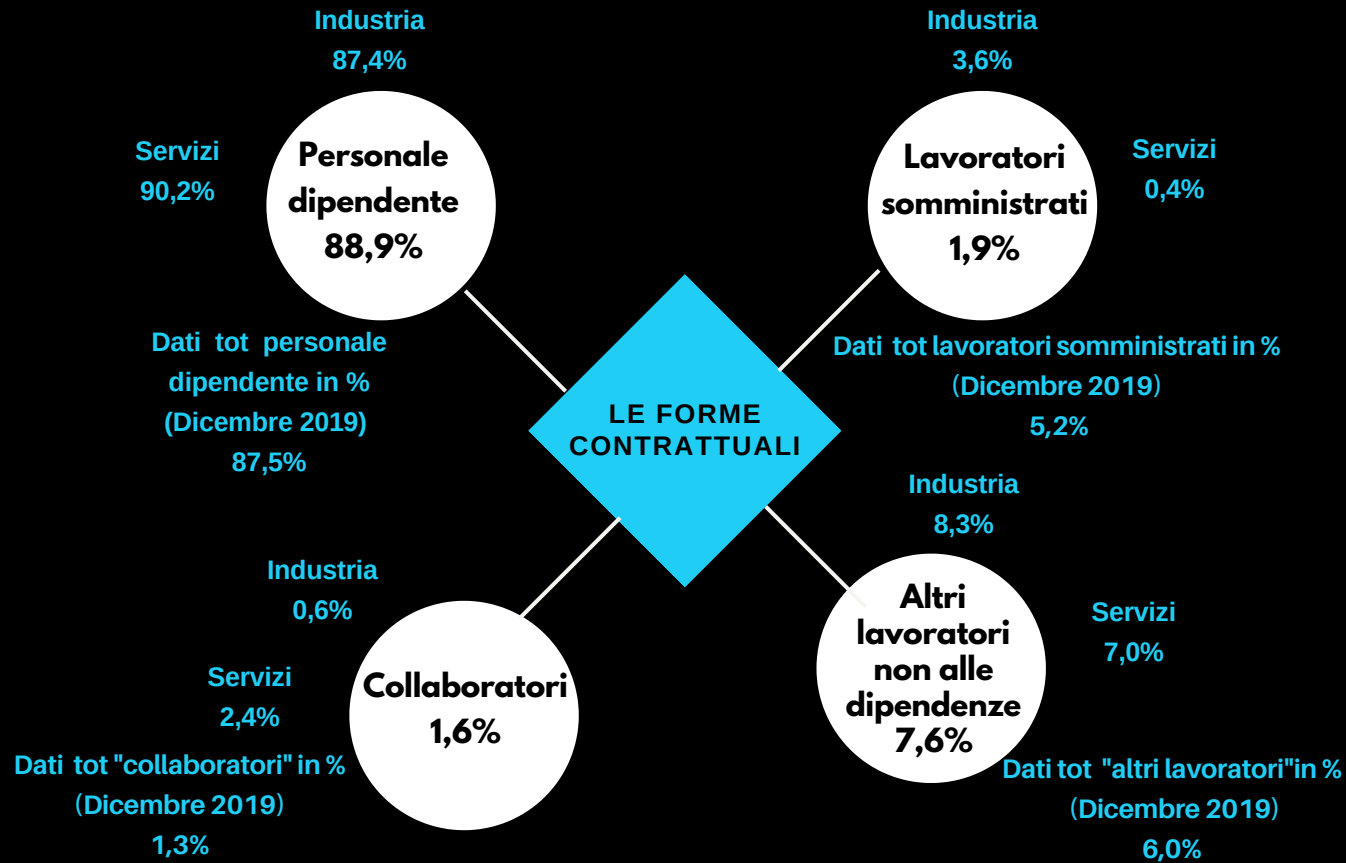 Industria
87,4%
Servizi
90,2%
Personale
dipendente
88,9%
Dati tot personale
dipendente in %
(Dicembre 2019)
87,5%
Industria
3,6%
Servizi
0,4%
Lavoratori
somministrati
1,9%
Dati tot lavoratori somministrati in %
(Dicembre 2019)
5,2%
LE FORME
CONTRATTUALI
Industria
0,6%
Servizi
2,4%
Collaboratori
1,6%
Dati tot "collaboratori" in %
(Dicembre 2019)
1,3%
Industria
8,3%
Servizi
7,0%
Altri
lavoratori
non alle
dipendenze
7,6%
Dati tot "altri lavoratori"in %
(Dicembre 2019)
6,0%